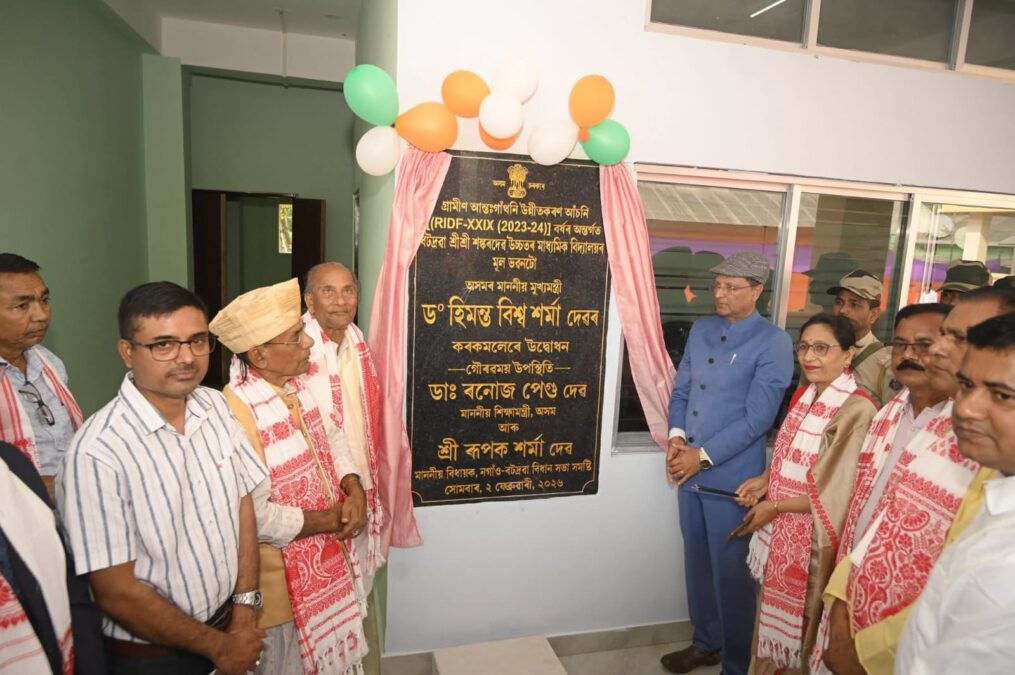 অসম চৰকাৰ
গ্ৰামীণ আন্তঃগাঁথনি উন্নীতকৰণ আঁচনি
[(RIDF-XXIX (2023-24)] বৰ্ষৰ অন্তৰ্গত
বটদ্ৰৱা শ্ৰীশ্ৰী শঙ্কৰদেৱ উচ্চতৰ মাধ্যমিক বিদ্যালয়ৰ
মূল ভৱনটো
অসমৰ মাননীয় মুখ্যমন্ত্ৰী
ড° হিমন্ত বিশ্ব শৰ্মা দেৱৰ
কৰকমলেৰে উদ্বোধন
গৌৰৱময় উপস্থিতি
ডাঃ ৰনোজ পেগু দেৱ
মাননীয় শিক্ষামন্ত্ৰী, অসম
আৰু
শ্ৰী ৰূপক শৰ্মা দেৱ
মাননীয় বিধায়ক, নগাঁও-বটদ্ৰৱা বিধান সভা সমষ্টি
সোমবাৰ, ২ ফেব্ৰুৱাৰী, ২০২৬